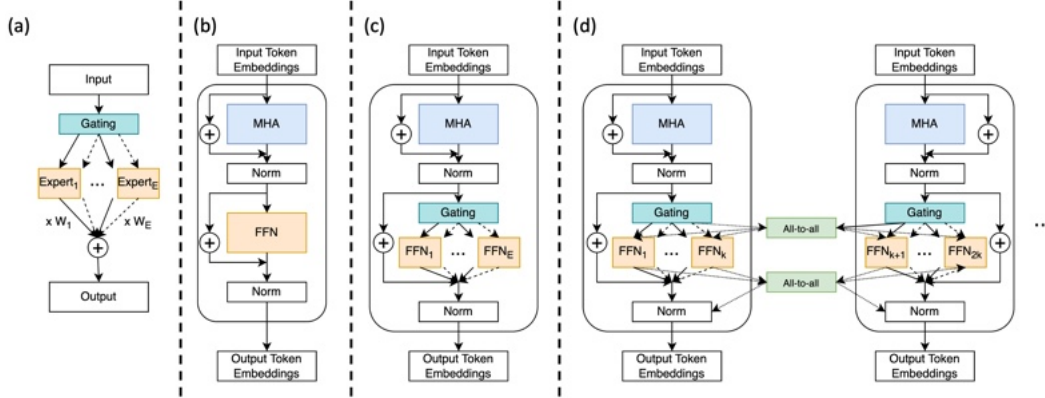 (a)
Input
Gating
Expert1
...
ExpertE
x W1
x WE
+
Output
(b)
Input Token
Embeddings
MHA
+
Norm
FFN
+
Norm
Output Token
Embeddings
(c)
Input Token
Embeddings
MHA
+
Norm
Gating
FFN1
...
FFNE
+
Norm
Output Token
Embeddings
(d)
Input Token
Embeddings
MHA
+
Norm
Gating
+
FFN1
...
FFNk
Norm
Output Token
Embeddings
All-to-all
All-to-all
Input Token
Embeddings
MHA
+
Norm
Gating
FFNk+1
...
FFN2k
+
Norm
Output Token
Embeddings
..